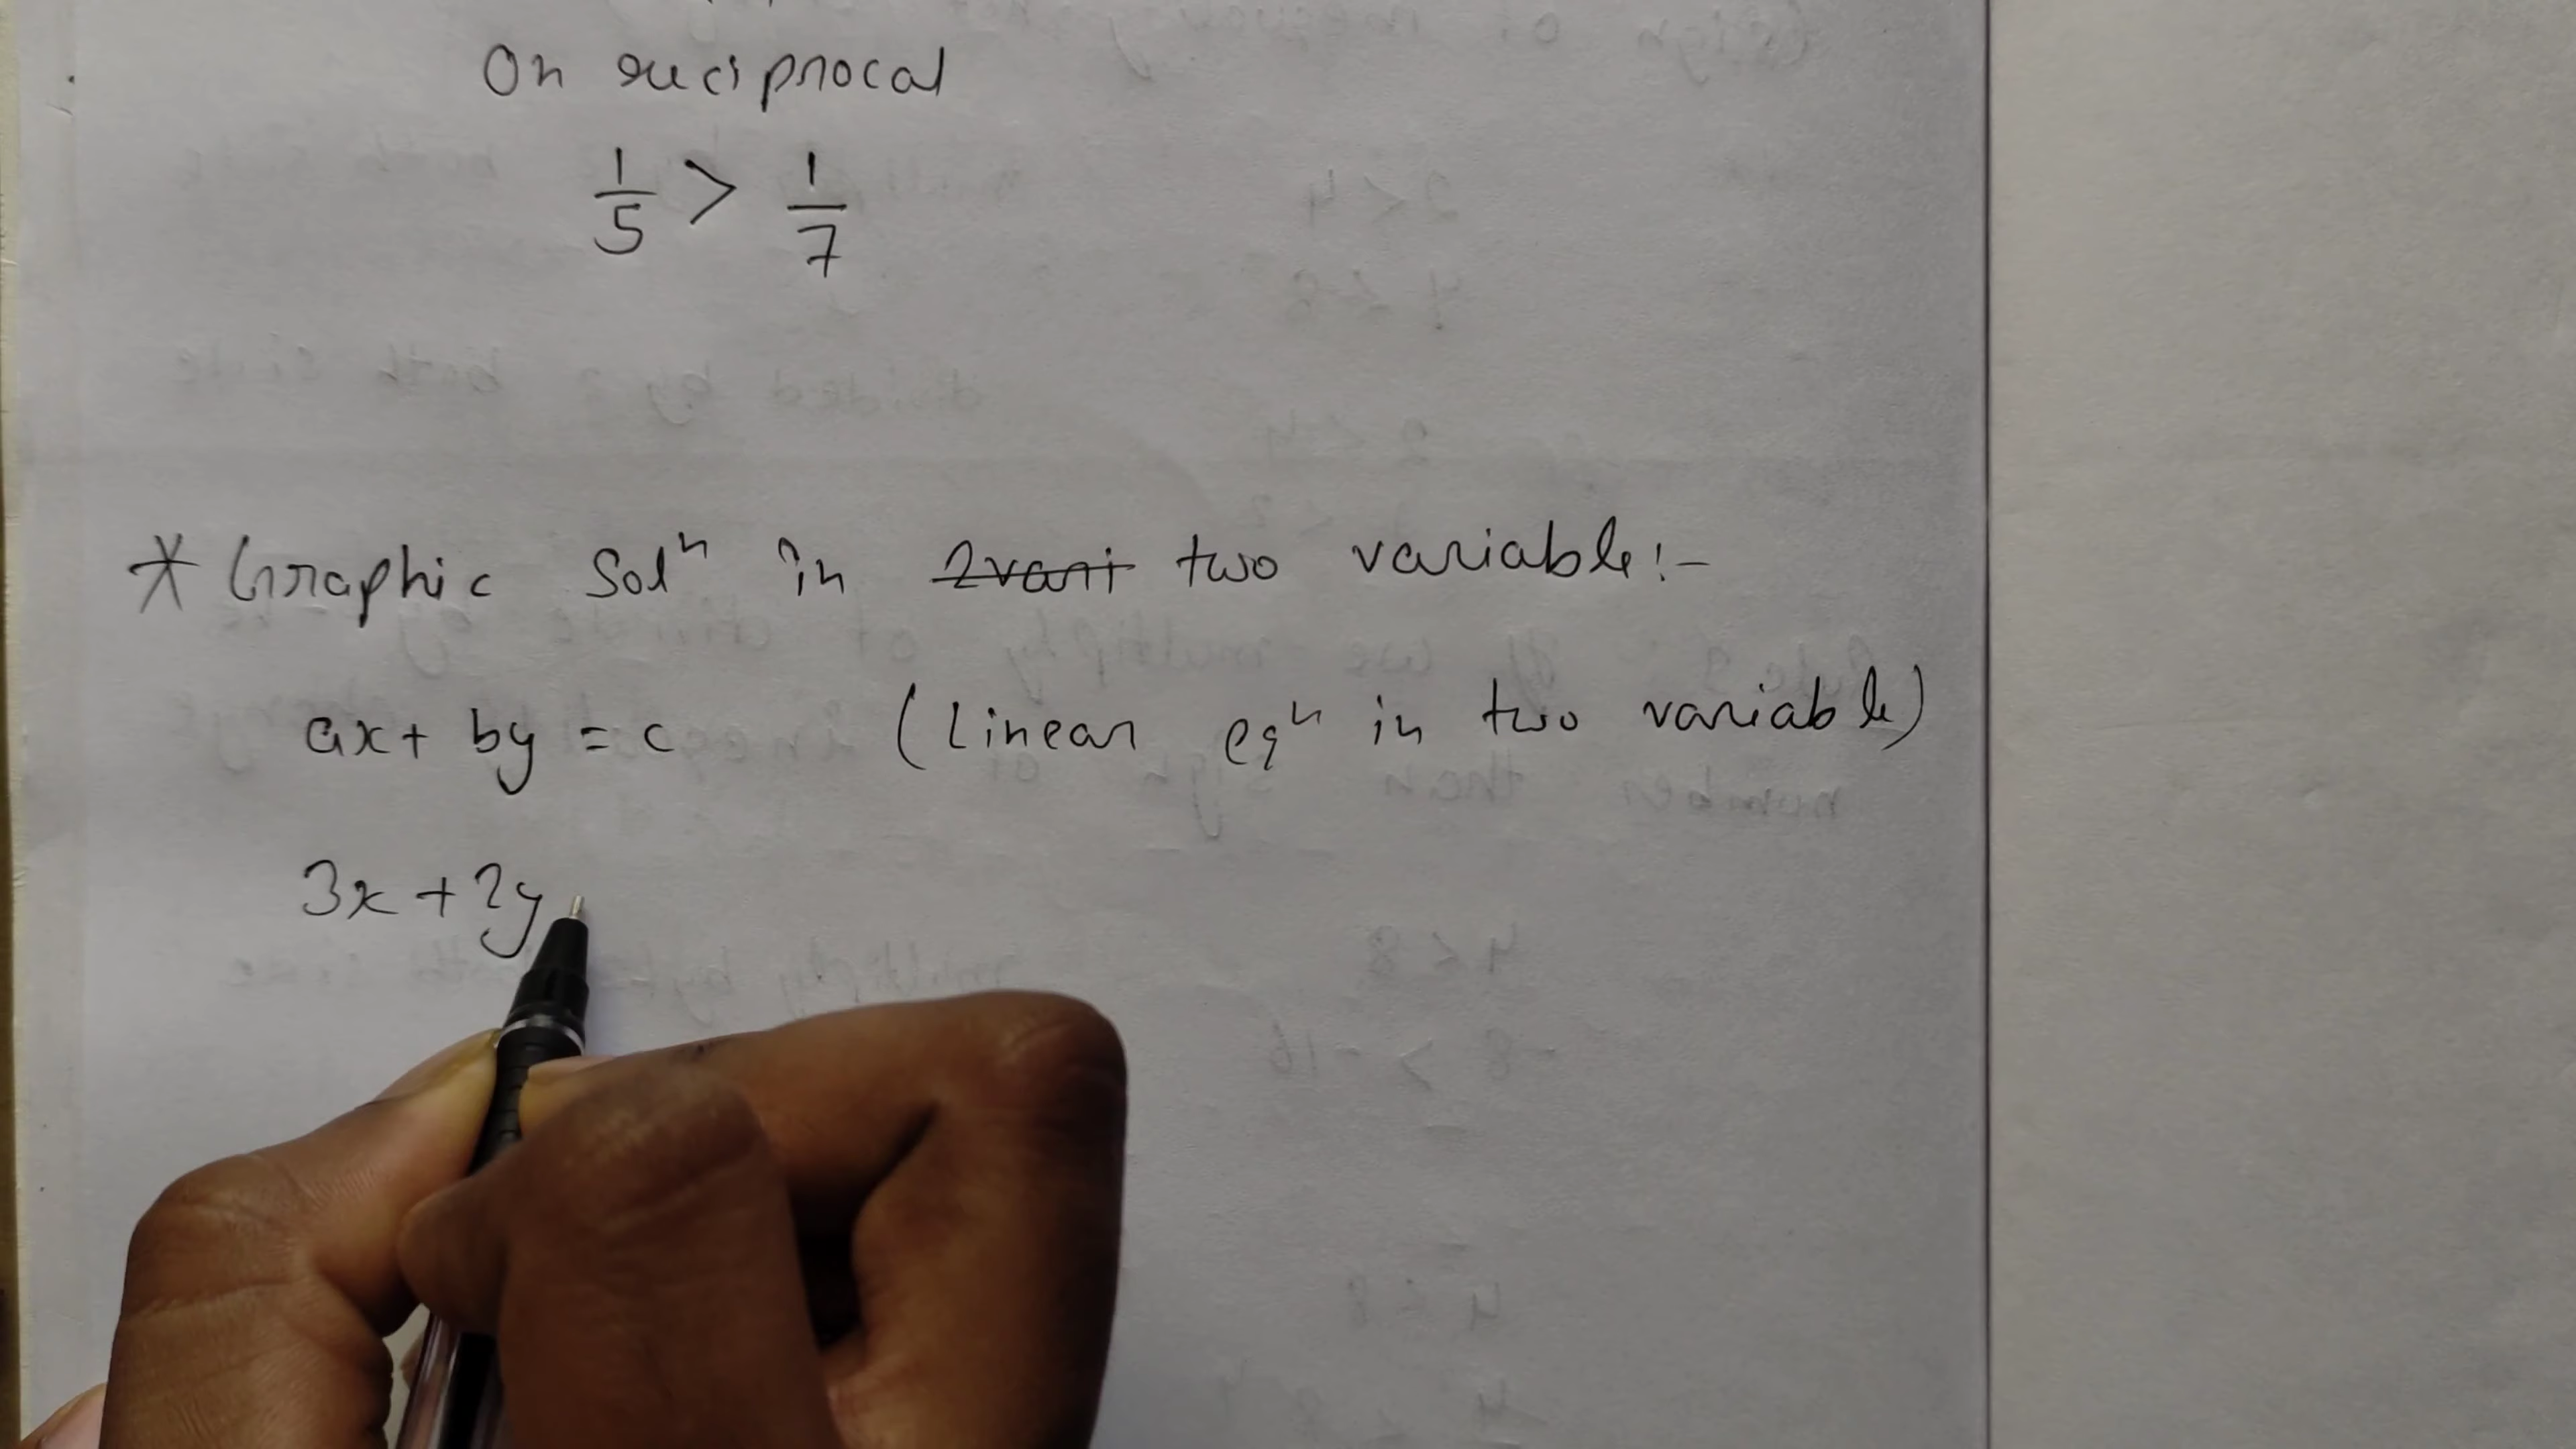 On reciprocal
1/5 > 1/7
* Graphic Solⁿ in 2vari two variable:-
ax + by = c (Linear eqⁿ in two variable)
3x + 2y